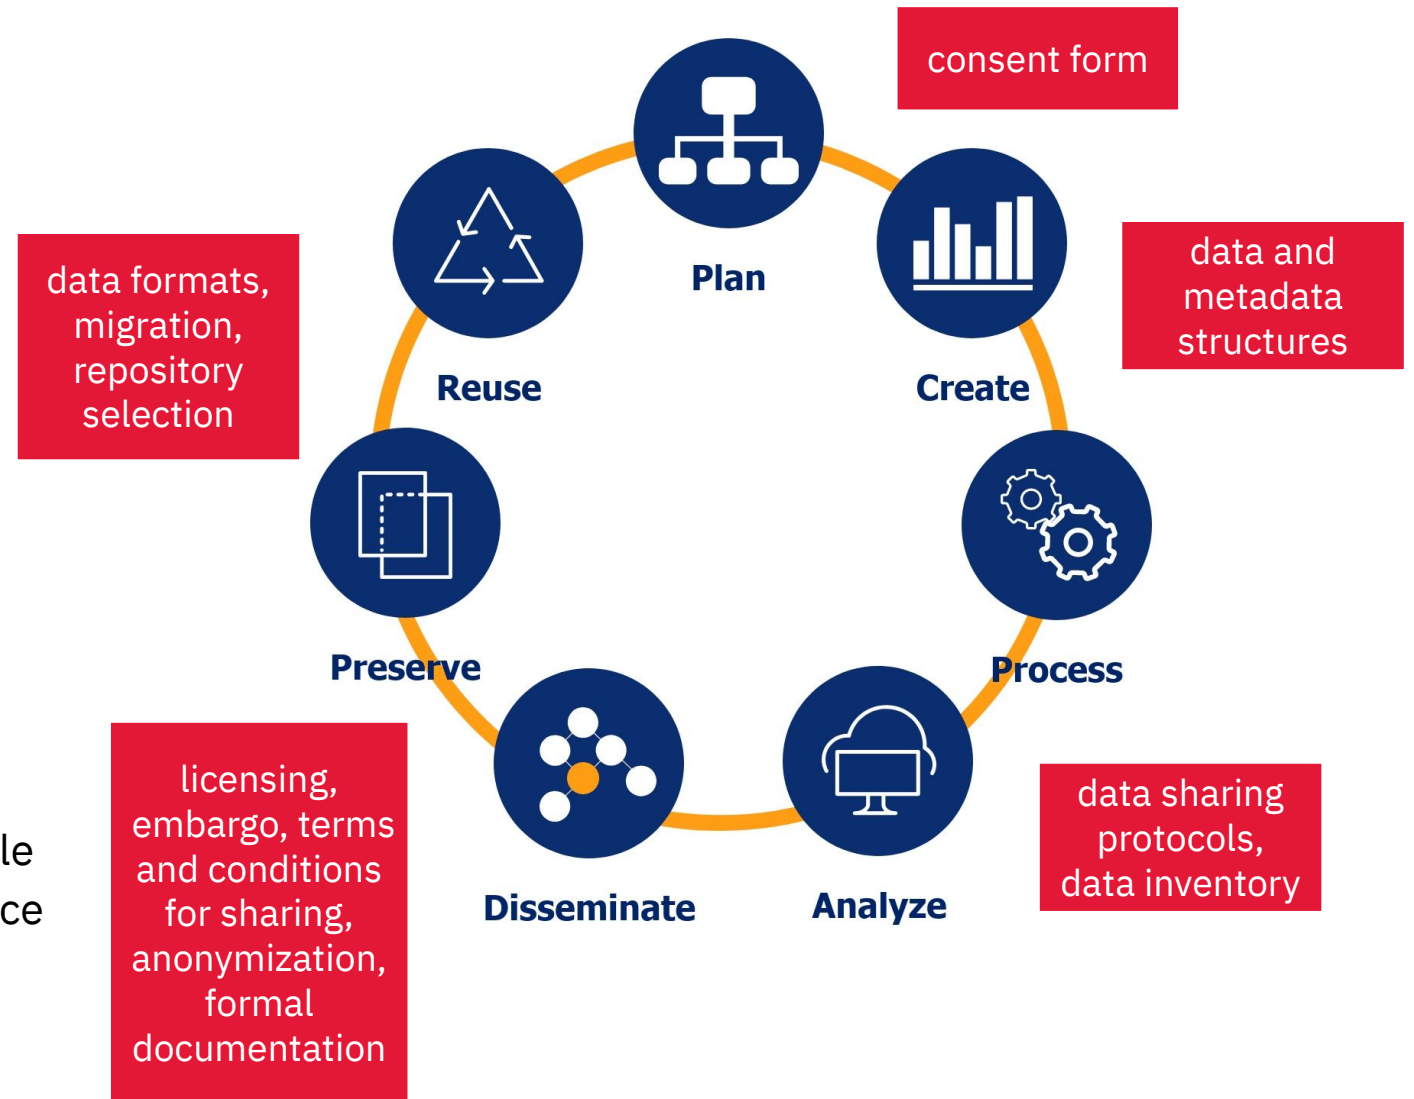 consent form
Plan
data and
metadata
structures
Create
Process
data sharing
protocols,
data inventory
Analyze
Disseminate
licensing,
embargo, terms
and conditions
for sharing,
anonymization,
formal
documentation
le
ce
Preserve
data formats,
migration,
repository
selection
Reuse